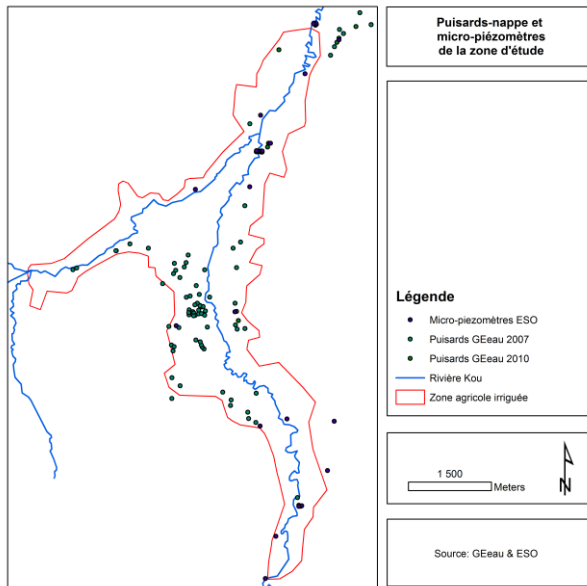 Puisards-nappe et
micro-piézomètres
de la zone d'étude
Légende
Micro-piezomètres ESO
Puisards GEeau 2007
Puisards GEeau 2010
Rivière Kou
Zone agricole irriguée
1 500
Meters
N
Source: GEeau & ESO